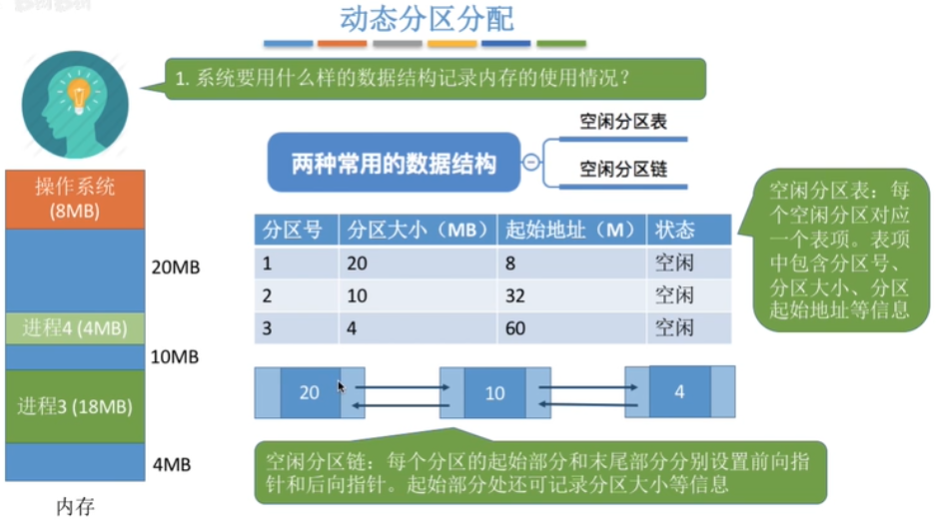 动态分区分配
1. 系统要用什么样的数据结构记录内存的使用情况？
两种常用的数据结构
空闲分区表
空闲分区链
操作系统
(8MB)
20MB
进程4 (4MB)
10MB
进程3 (18MB)
4MB
内存
分区号 分区大小（MB） 起始地址（M） 状态
1 20 8 空闲
2 10 32 空闲
3 4 60 空闲
空闲分区表：每
个空闲分区对应
一个表项。表项
中包含分区号、
分区大小、分区
起始地址等信息
20 10 4
空闲分区链：每个分区的起始部分和末尾部分分别设置前向指
针和后向指针。起始部分处还可记录分区大小等信息